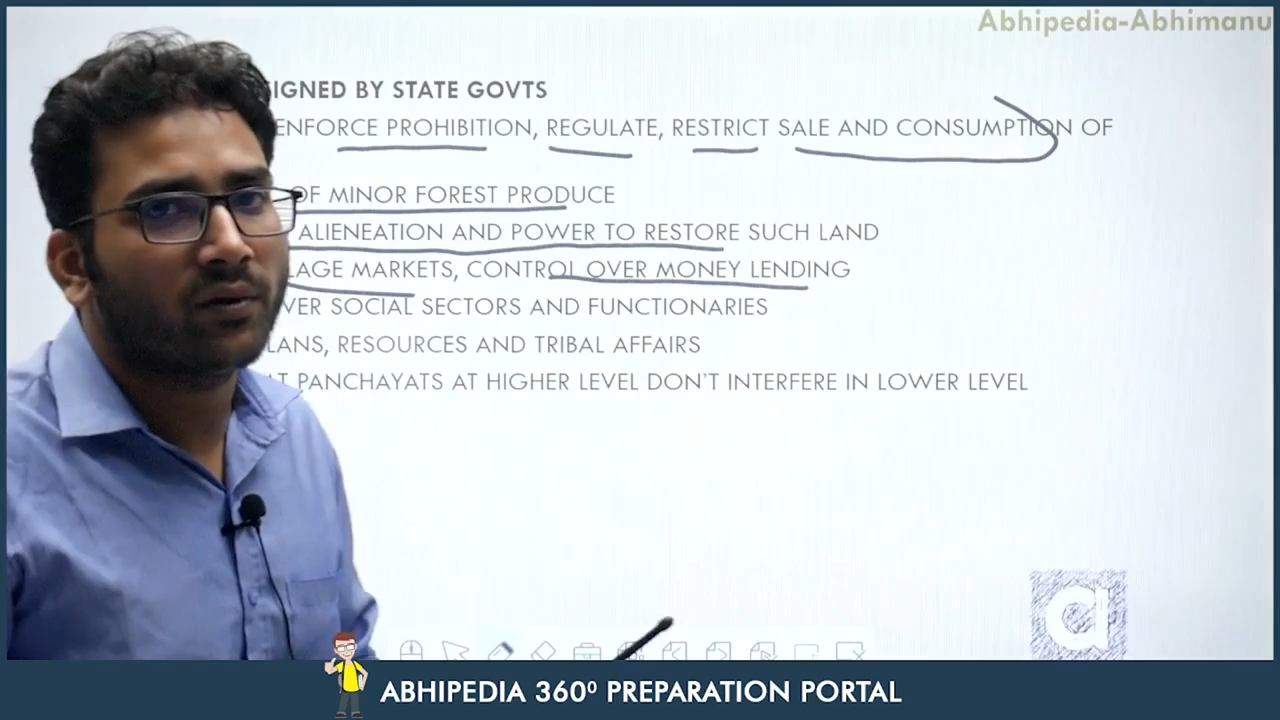 Abhipedia-Abhimanu
SIGNED BY STATE GOVTS
ENFORCE PROHIBITION, REGULATE, RESTRICT SALE AND CONSUMPTION OF
OF MINOR FOREST PRODUCE
ALIENEATION AND POWER TO RESTORE SUCH LAND
LAGE MARKETS, CONTROL OVER MONEY LENDING
VER SOCIAL SECTORS AND FUNCTIONARIES
LANS, RESOURCES AND TRIBAL AFFAIRS
AT PANCHAYATS AT HIGHER LEVEL DON'T INTERFERE IN LOWER LEVEL
a
ABHIPEDIA 360⁰ PREPARATION PORTAL